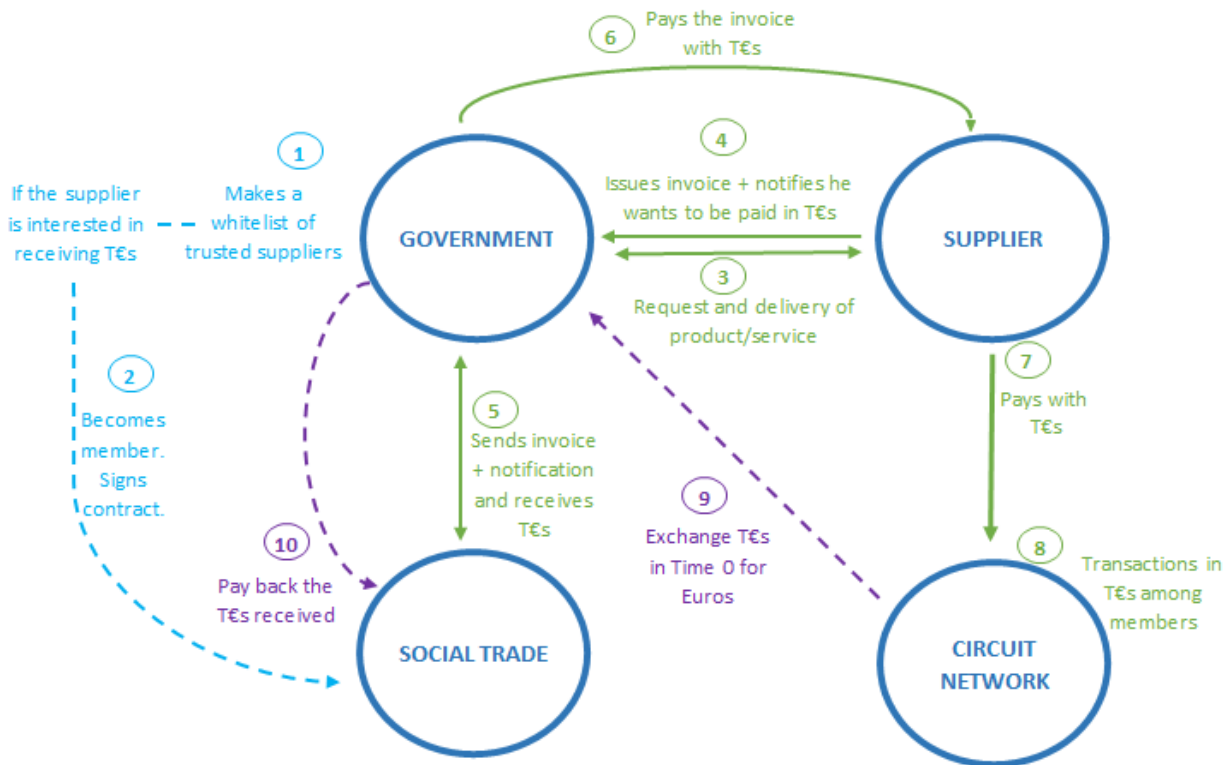 6
Pays the invoice
with T€s
1
If the supplier
is interested in
receiving T€s
Makes a
whitelist of
trusted suppliers
GOVERNMENT
4
Issues invoice + notifies he
wants to be paid in T€s
3
Request and delivery of
product/service
SUPPLIER
2
Becomes
member.
Signs
contract.
5
Sends invoice
+ notification
and receives
T€s
7
Pays with
T€s
10
Pay back the
T€s received
9
Exchange T€s
in Time 0 for
Euros
8
Transactions in
T€s among
members
SOCIAL TRADE
CIRCUIT
NETWORK